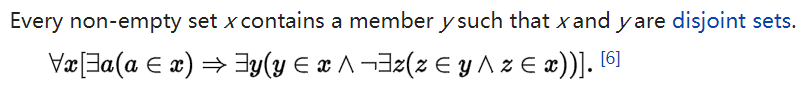 Every non-empty set x contains a member y such that x and y are disjoint sets.
∀x[∃a(a ∈ x) ⇒ ∃y(y ∈ x ∧ ¬∃z(z ∈ y ∧ z ∈ x))]. [6]